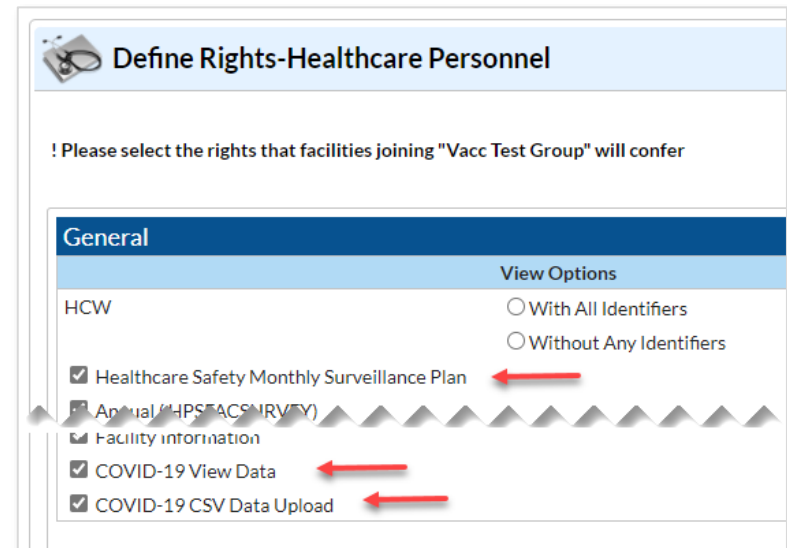 Define Rights-Healthcare Personnel
! Please select the rights that facilities joining "Vacc Test Group" will confer
General
View Options
HCW
With All Identifiers
Without Any Identifiers
Healthcare Safety Monthly Surveillance Plan
Annual
Facility Information
COVID-19 View Data
COVID-19 CSV Data Upload